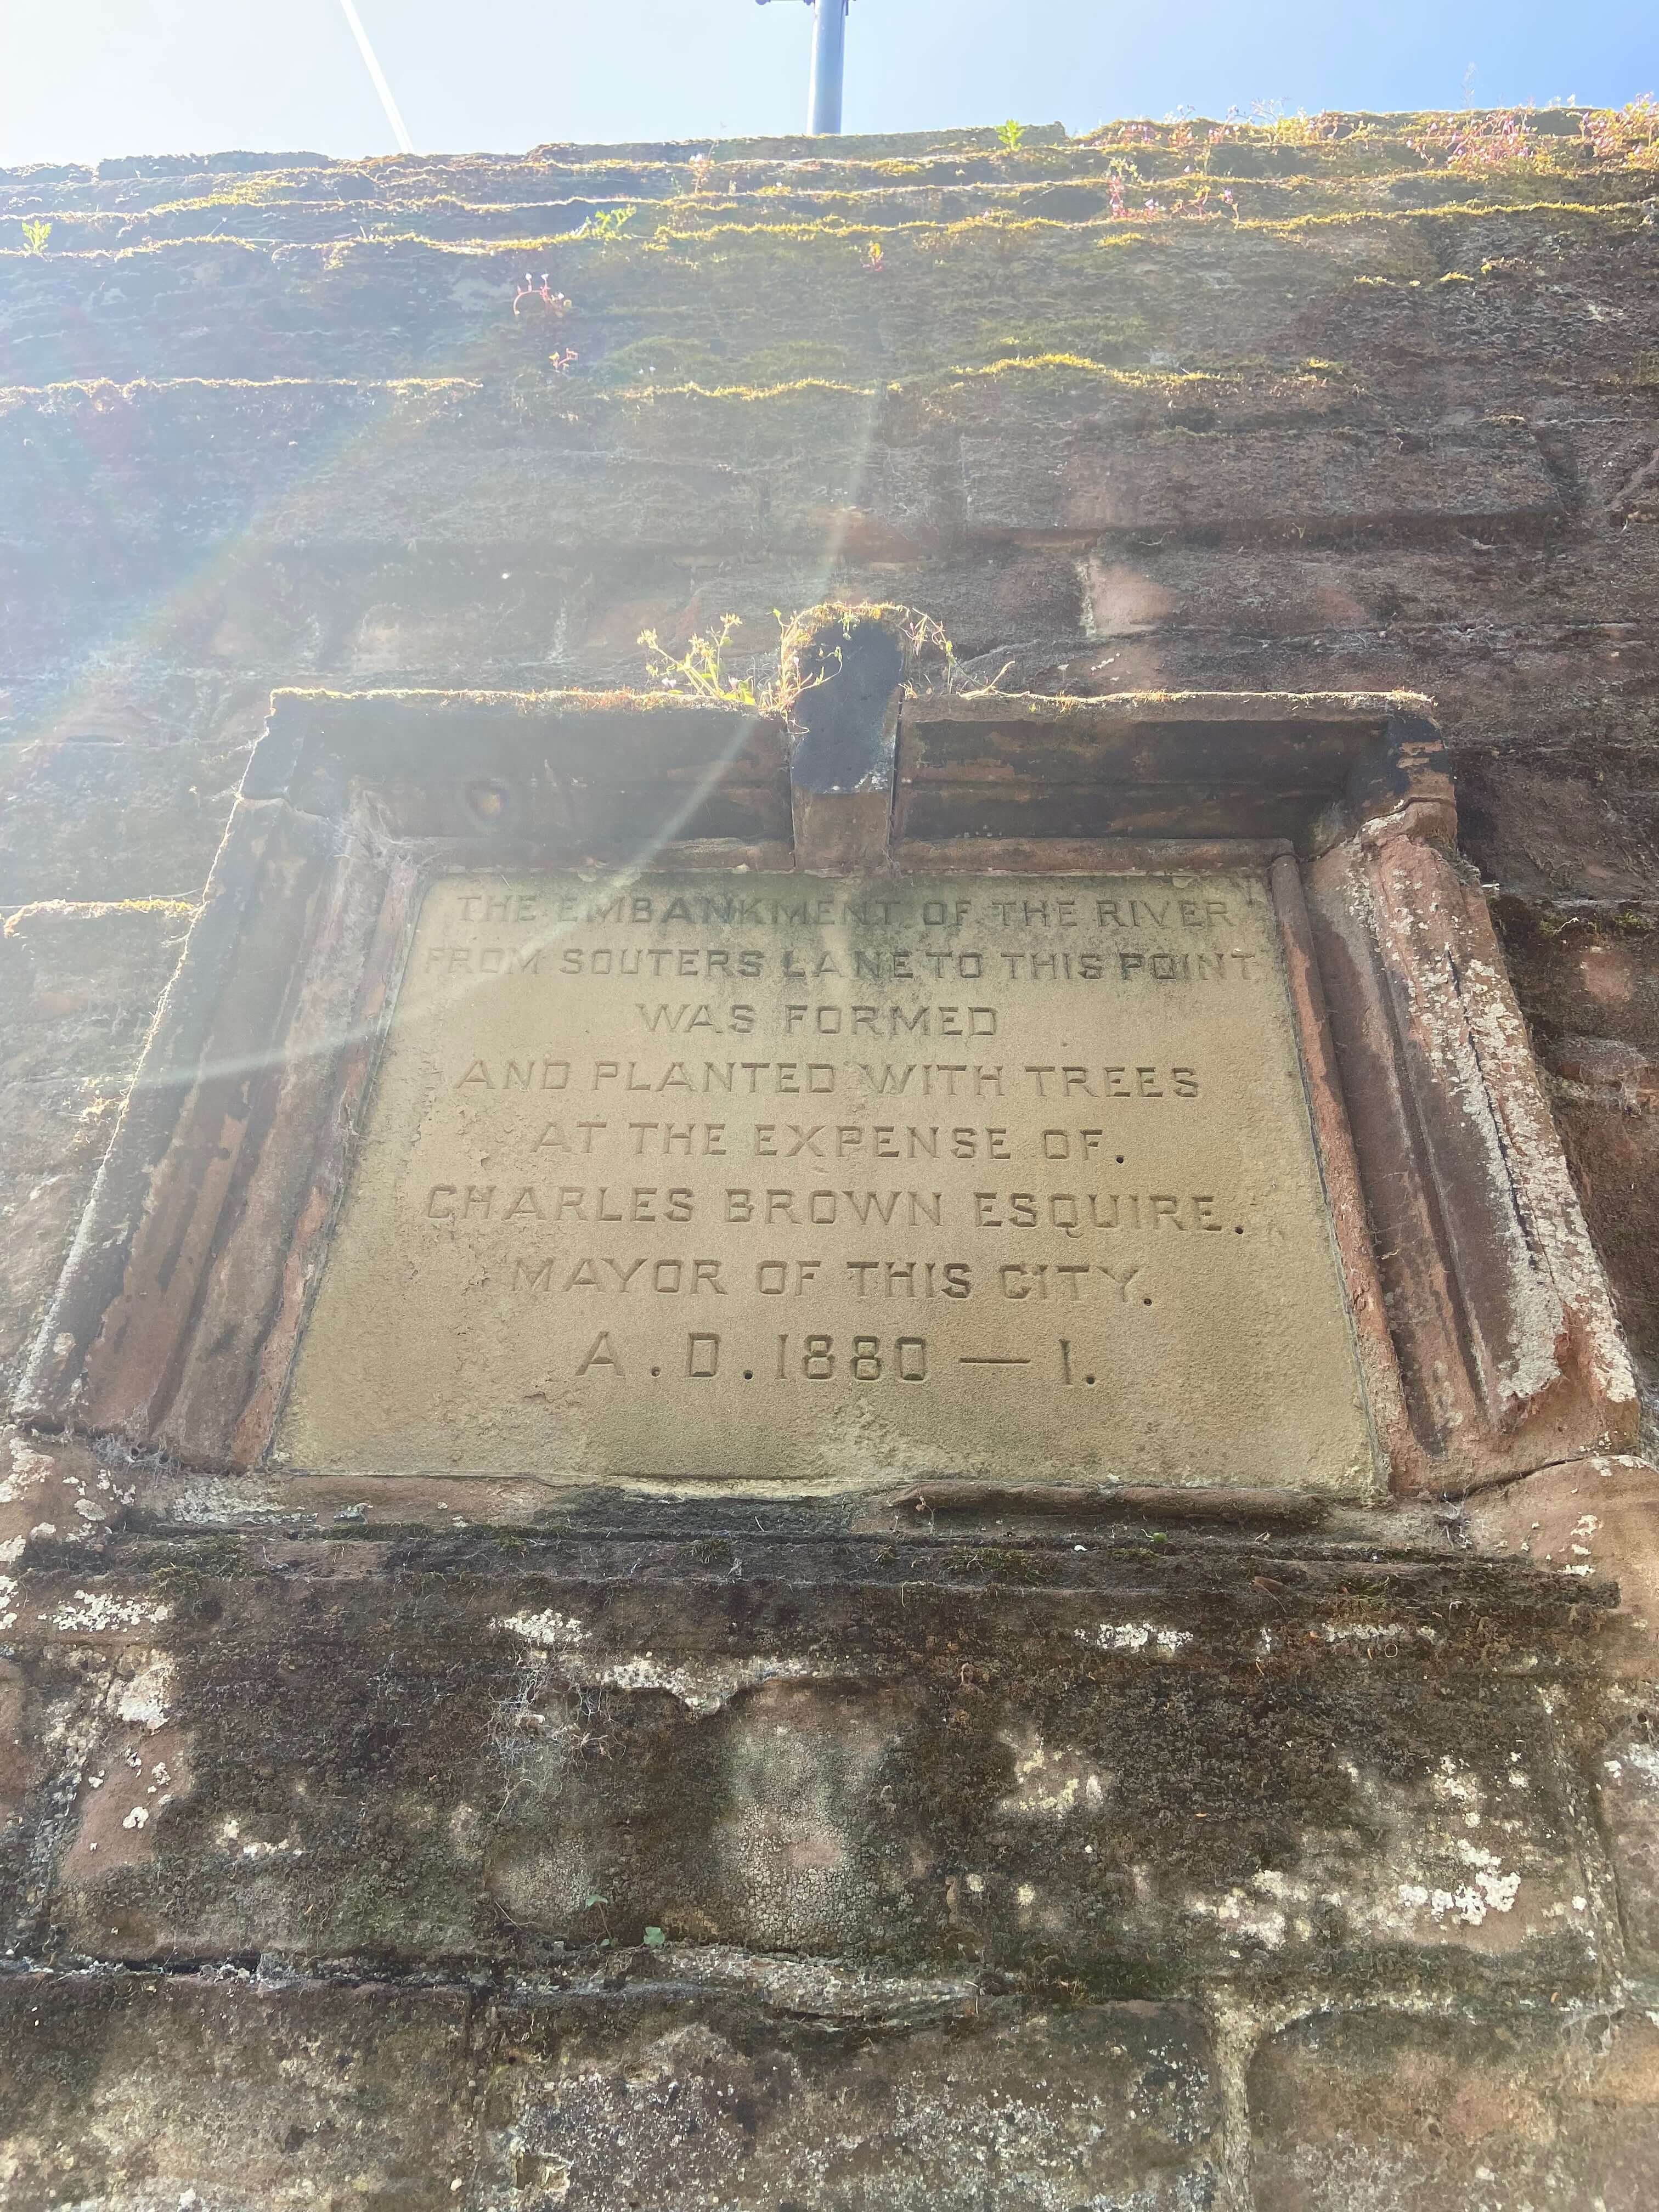 THE EMBANKMENT OF THE RIVER
FROM SOUTERS LANE TO THIS POINT
WAS FORMED
AND PLANTED WITH TREES
AT THE EXPENSE OF.
CHARLES BROWN ESQUIRE.
MAYOR OF THIS CITY.
A.D.1880—1.